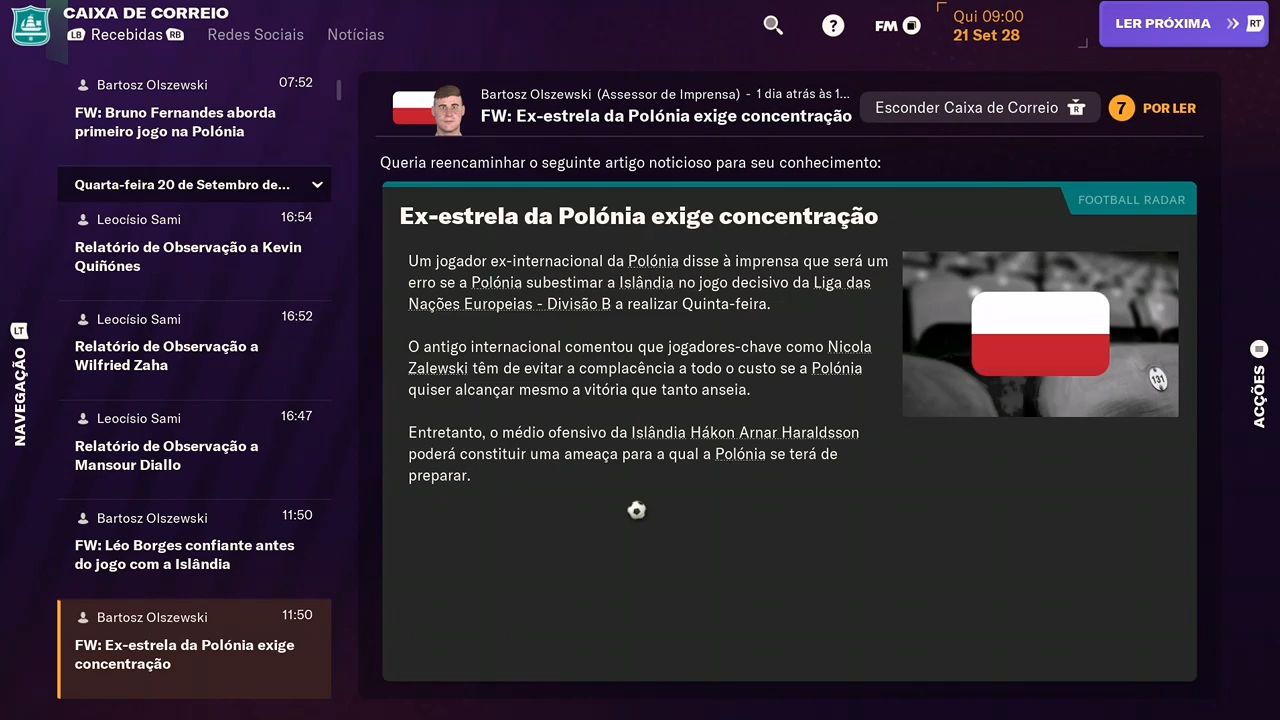 CAIXA DE CORREIO
LB Recebidas RB Redes Sociais Notícias
FM
Qui 09:00
21 Set 28
LER PRÓXIMA RT
Bartosz Olszewski 07:52
FW: Bruno Fernandes aborda
primeiro jogo na Polónia
Quarta-feira 20 de Setembro de...
Leocísio Sami 16:54
Relatório de Observação a Kevin
Quiñónes
Leocísio Sami 16:52
Relatório de Observação a
Wilfried Zaha
Leocísio Sami 16:47
Relatório de Observação a
Mansour Diallo
Bartosz Olszewski 11:50
FW: Léo Borges confiante antes
do jogo com a Islândia
Bartosz Olszewski 11:50
FW: Ex-estrela da Polónia exige
concentração
LT
NAVEGAÇÃO
Bartosz Olszewski (Assessor de Imprensa) - 1 dia atrás às 1...
FW: Ex-estrela da Polónia exige concentração
Esconder Caixa de Correio R
7 POR LER
Queria reencaminhar o seguinte artigo noticioso para seu conhecimento:
Ex-estrela da Polónia exige concentração
FOOTBALL RADAR
Um jogador ex-internacional da Polónia disse à imprensa que será um
erro se a Polónia subestimar a Islândia no jogo decisivo da Liga das
Nações Europeias - Divisão B a realizar Quinta-feira.
O antigo internacional comentou que jogadores-chave como Nicola
Zalewski têm de evitar a complacência a todo o custo se a Polónia
quiser alcançar mesmo a vitória que tanto anseia.
Entretanto, o médio ofensivo da Islândia Hákon Arnar Haraldsson
poderá constituir uma ameaça para a qual a Polónia se terá de
preparar.
131
ACÇÕES